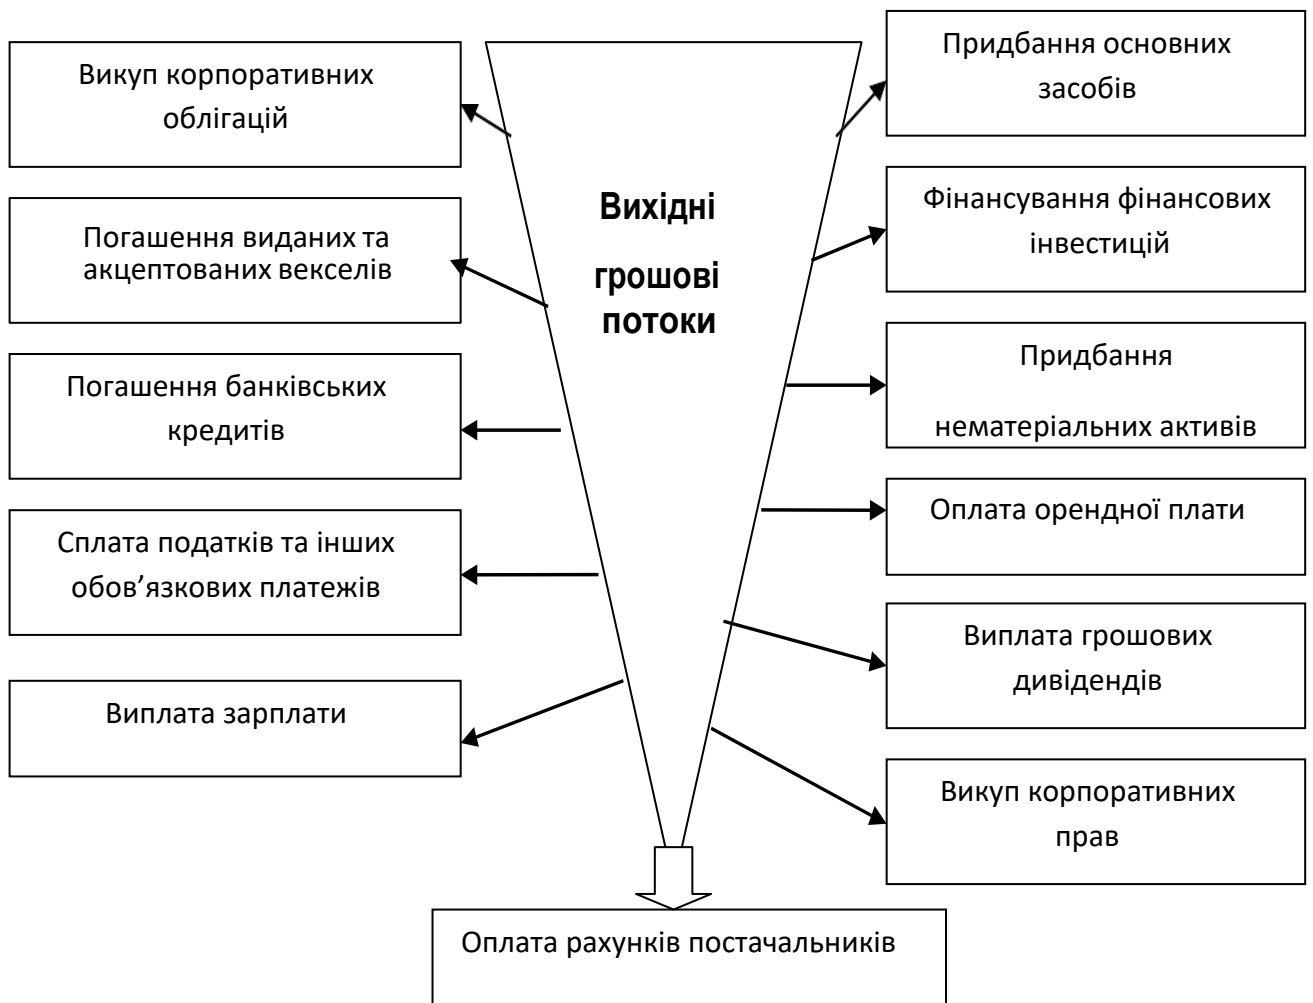 Викуп корпоративних
облігацій
Погашення виданих та
акцептованих векселів
Погашення банківських
кредитів
Сплата податків та інших
обов’язкових платежів
Виплата зарплати
Вихідні
грошові
потоки
Придбання основних
засобів
Фінансування фінансових
інвестицій
Придбання
нематеріальних активів
Оплата орендної плати
Виплата грошових
дивідендів
Викуп корпоративних
прав
Оплата рахунків постачальників